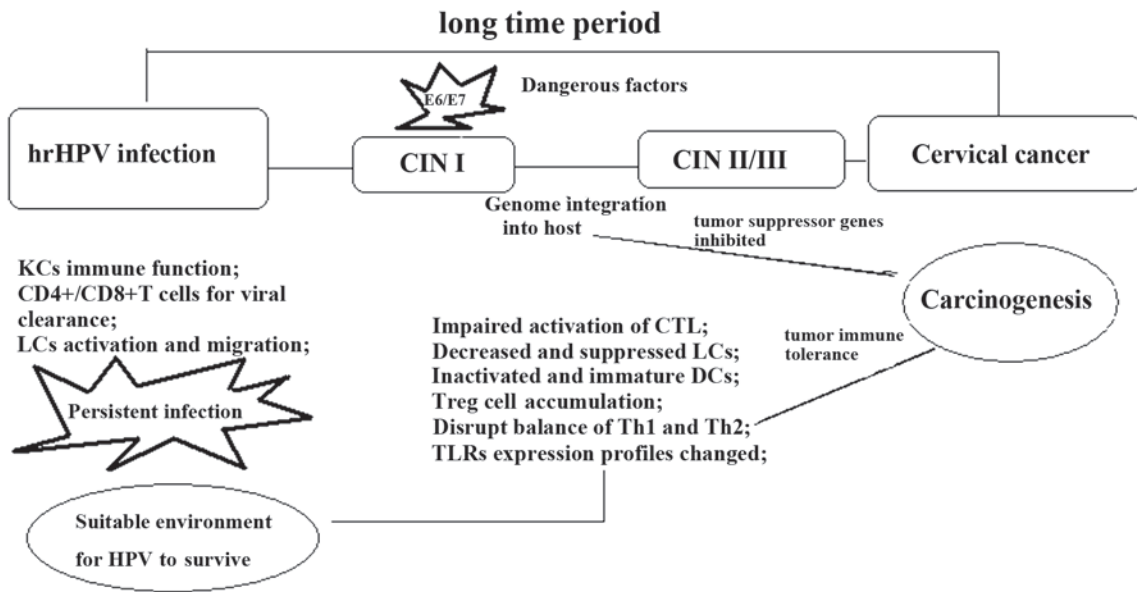 long time period
E6/E7
Dangerous factors
hrHPV infection
CIN I
CIN II/III
Cervical cancer
Genome integration
into host
tumor suppressor genes
inhibited
KCs immune function;
CD4+/CD8+T cells for viral
clearance;
LCs activation and migration;
Carcinogenesis
Impaired activation of CTL;
Decreased and suppressed LCs;
Inactivated and immature DCs;
Treg cell accumulation;
Disrupt balance of Th1 and Th2;
TLRs expression profiles changed;
tumor immune
tolerance
Persistent infection
Suitable environment
for HPV to survive